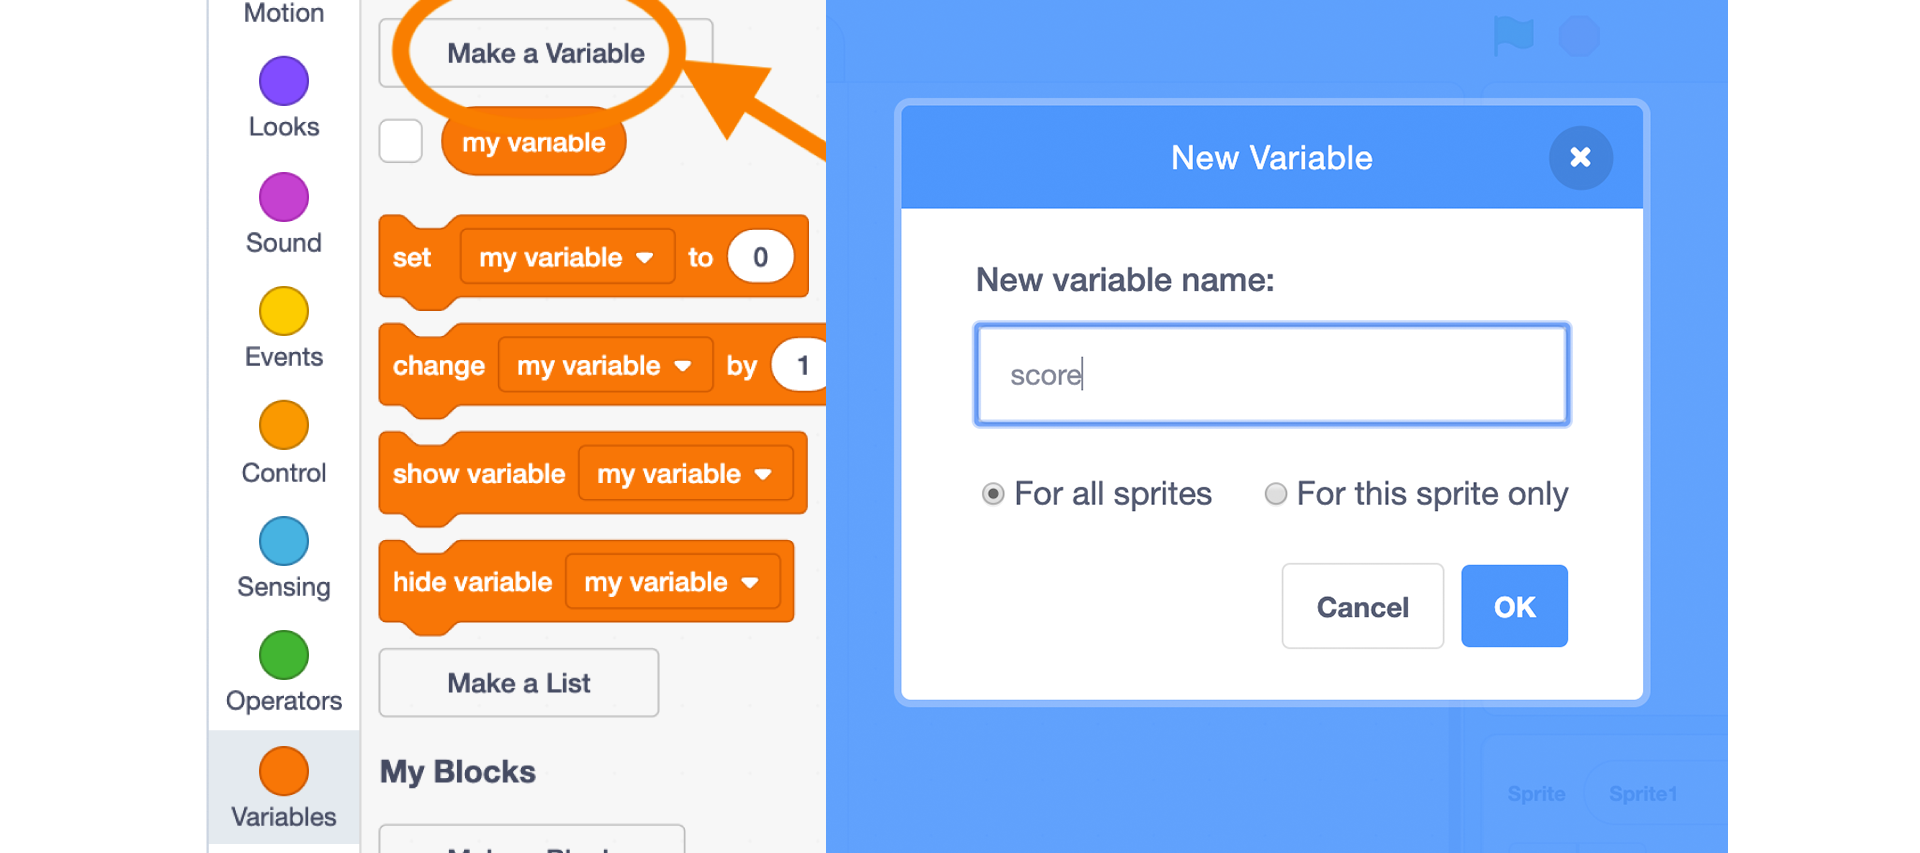 Motion
Looks
Sound
Events
Control
Sensing
Operators
Variables
Make a Variable
my variable
set my variable to 0
change my variable by 1
show variable my variable
hide variable my variable
Make a List
My Blocks
New Variable
New variable name:
score
For all sprites For this sprite only
Cancel OK
Sprite Sprite1